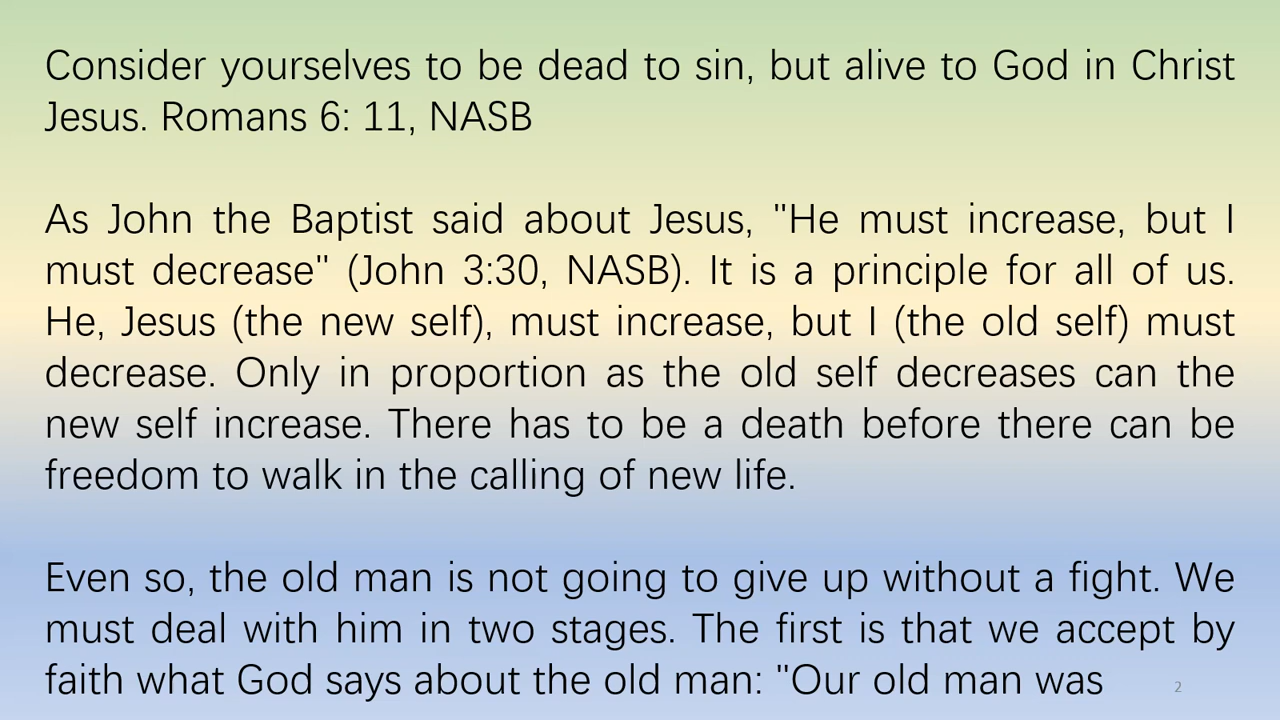 Consider yourselves to be dead to sin, but alive to God in Christ
Jesus. Romans 6: 11, NASB
As John the Baptist said about Jesus, "He must increase, but I
must decrease" (John 3:30, NASB). It is a principle for all of us.
He, Jesus (the new self), must increase, but I (the old self) must
decrease. Only in proportion as the old self decreases can the
new self increase. There has to be a death before there can be
freedom to walk in the calling of new life.
Even so, the old man is not going to give up without a fight. We
must deal with him in two stages. The first is that we accept by
faith what God says about the old man: "Our old man was
2